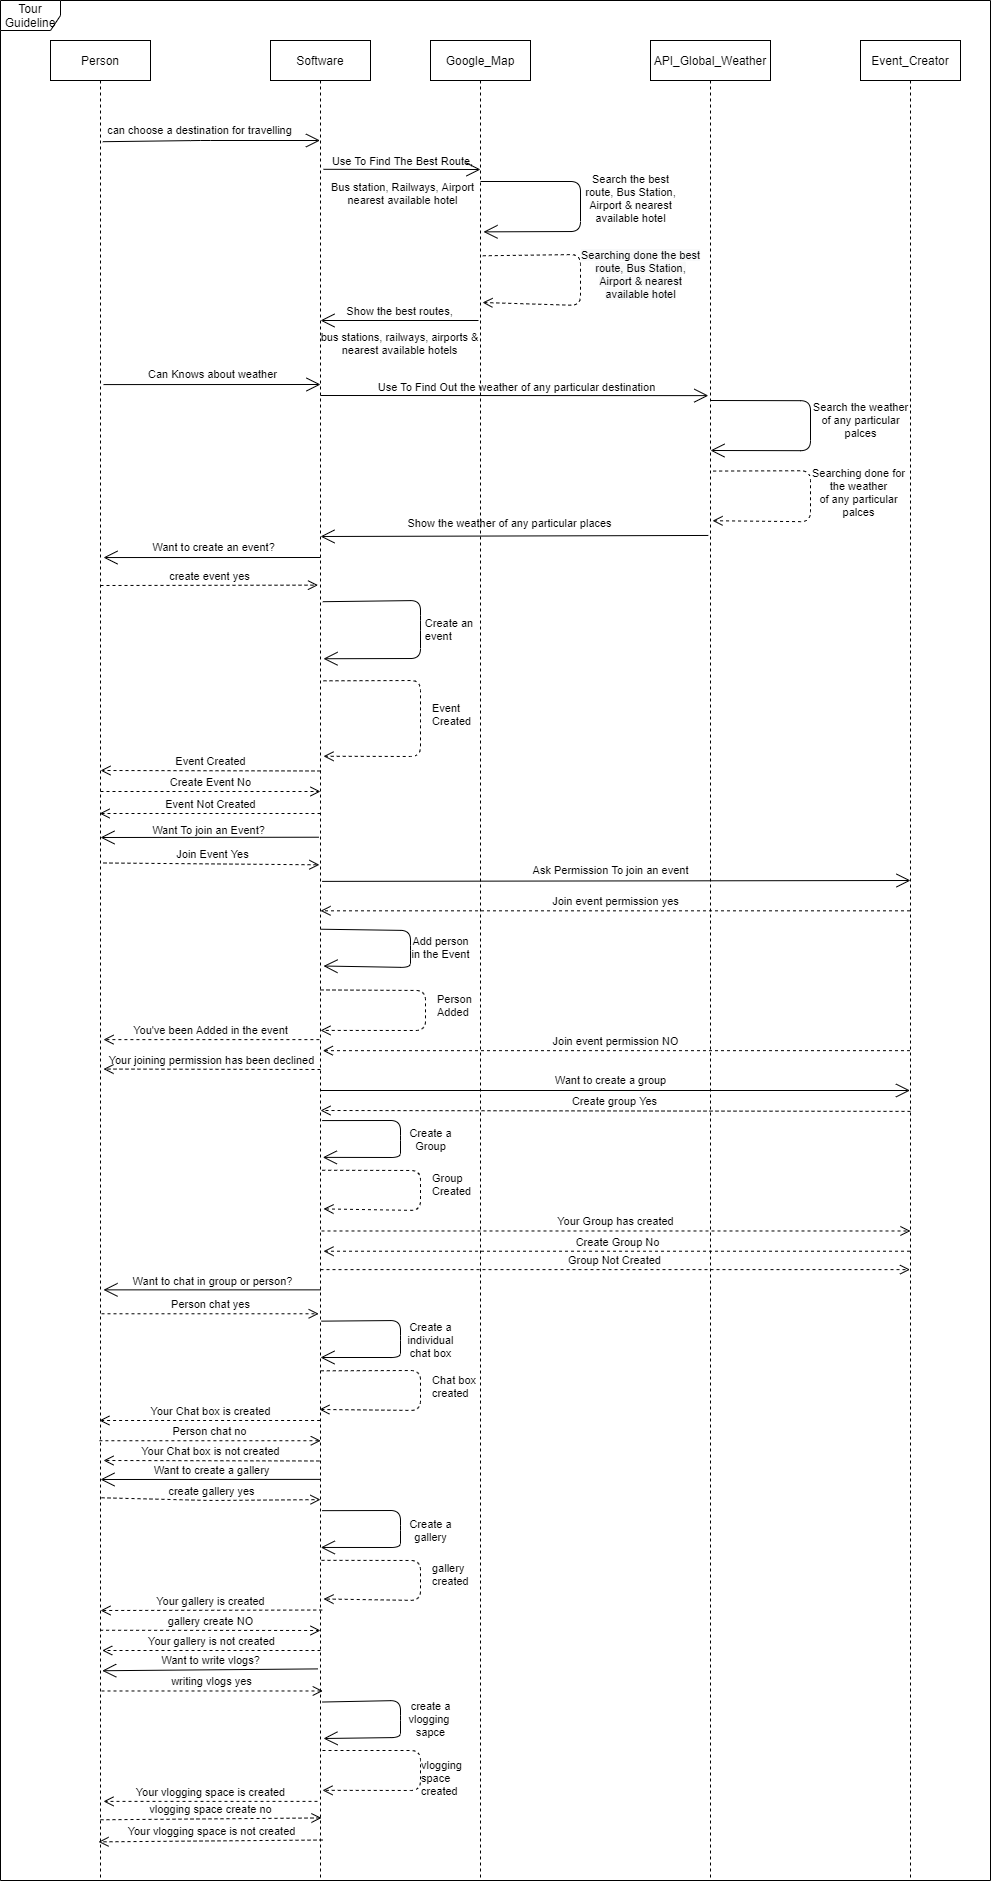 Tour
Guideline
Person
Software
Google_Map
API_Global_Weather
Event_Creator
can choose a destination for travelling
Use To Find The Best Route,
Bus station, Railways, Airport
nearest available hotel
Search the best
route, Bus Station,
Airport & nearest
available hotel
Searching done the best
route, Bus Station,
Airport & nearest
available hotel
Show the best routes,
bus stations, railways, airports &
nearest available hotels
Can Knows about weather
Use To Find Out the weather of any particular destination
Search the weather
of any particular
palces
Searching done for
the weather
of any particular
palces
Show the weather of any particular places
Want to create an event?
create event yes
Create an
event
Event
Created
Event Created
Create Event No
Event Not Created
Want To join an Event?
Join Event Yes
Ask Permission To join an event
Join event permission yes
Add person
in the Event
Person
Added
You've been Added in the event
Join event permission NO
Your joining permission has been declined
Want to create a group
Create group Yes
Create a
Group
Group
Created
Your Group has created
Create Group No
Group Not Created
Want to chat in group or person?
Person chat yes
Create a
individual
chat box
Chat box
created
Your Chat box is created
Person chat no
Your Chat box is not created
Want to create a gallery
create gallery yes
Create a
gallery
gallery
created
Your gallery is created
gallery create NO
Your gallery is not created
Want to write vlogs?
writing vlogs yes
create a
vlogging
sapce
vlogging
space
created
Your vlogging space is created
vlogging space create no
Your vlogging space is not created